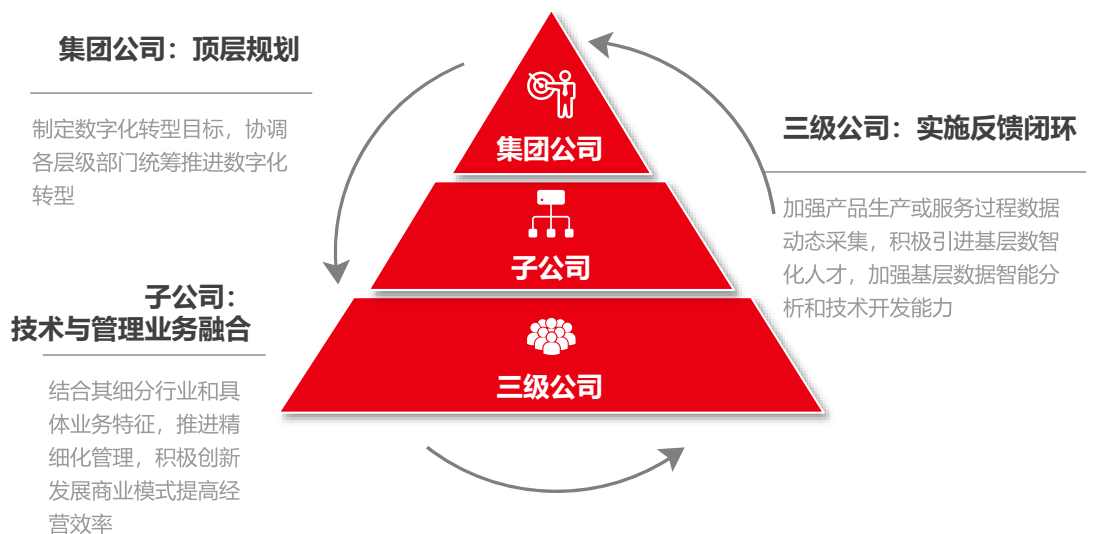 集团公司：顶层规划
制定数字化转型目标，协调
各层级部门统筹推进数字化
转型
子公司：
技术与管理业务融合
结合其细分行业和具
体业务特征，推进精
细化管理，积极创新
发展商业模式提高经
营效率
集团公司
子公司
三级公司
三级公司：实施反馈闭环
加强产品生产或服务过程数据
动态采集，积极引进基层数智
化人才，加强基层数据智能分
析和技术开发能力